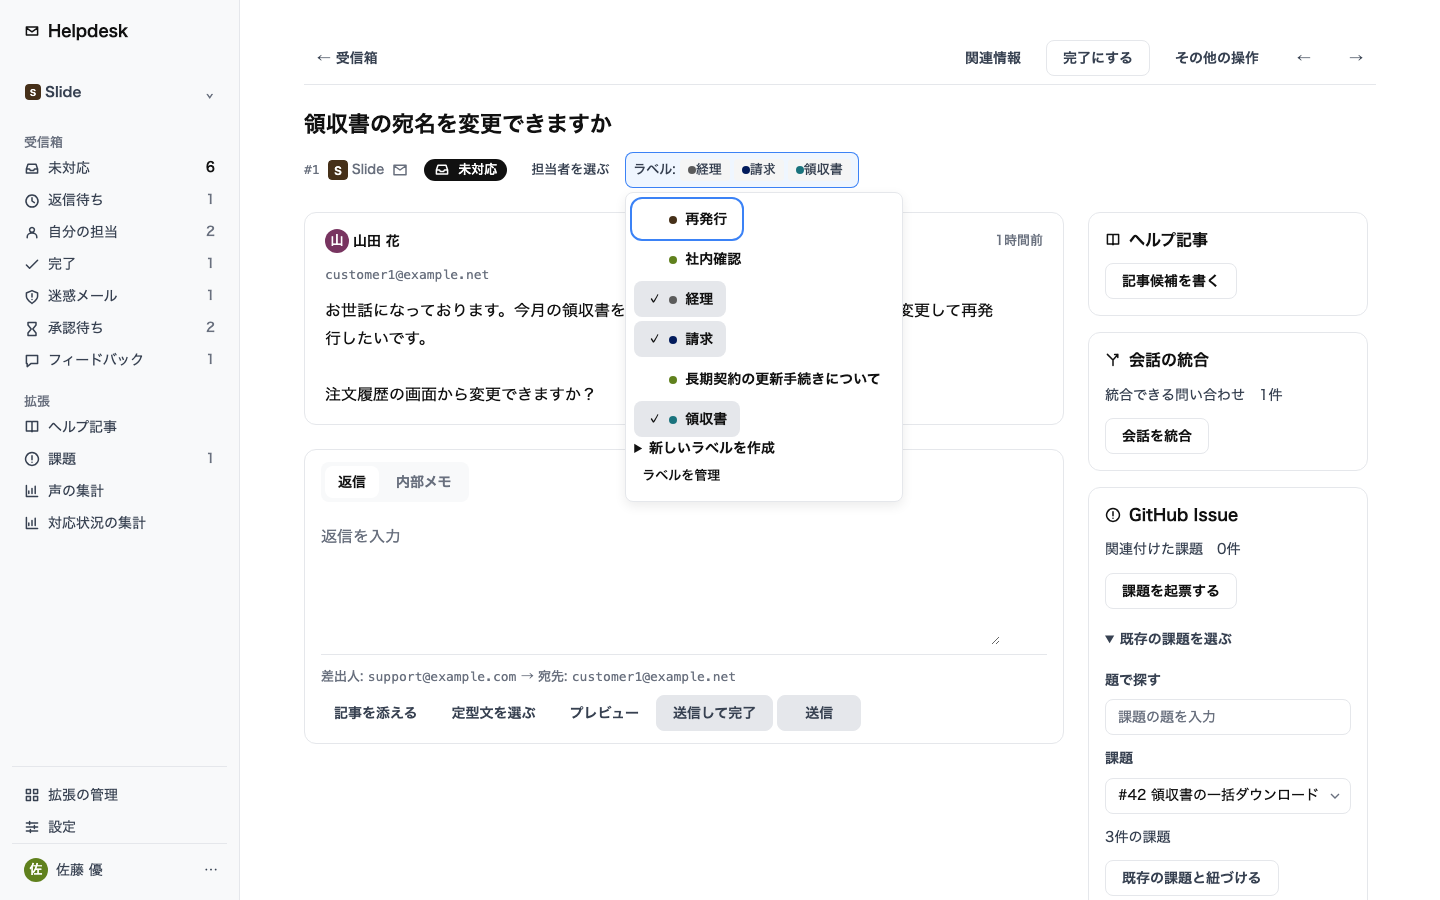 Helpdesk
S Slide
受信箱
未対応 6
返信待ち 1
自分の担当 2
完了 1
迷惑メール 1
承認待ち 2
フィードバック 1
拡張
ヘルプ記事
課題 1
声の集計
対応状況の集計
拡張の管理
設定
佐 佐藤 優 …
← 受信箱
関連情報 完了にする その他の操作 ← →
領収書の宛名を変更できますか
#1 S Slide 未対応 担当者を選ぶ ラベル: 経理 請求 領収書
再発行
社内確認
✓ 経理
✓ 請求
長期契約の更新手続きについて
✓ 領収書
▶ 新しいラベルを作成
ラベルを管理
山 山田 花 1時間前
customer1@example.net
お世話になっております。今月の領収書を 変更して再発
行したいです。
注文履歴の画面から変更できますか？
返信 内部メモ
返信を入力
差出人: support@example.com → 宛先: customer1@example.net
記事を添える 定型文を選ぶ プレビュー 送信して完了 送信
ヘルプ記事
記事候補を書く
会話の統合
統合できる問い合わせ 1件
会話を統合
GitHub Issue
関連付けた課題 0件
課題を起票する
▼ 既存の課題を選ぶ
題で探す
課題の題を入力
課題
#42 領収書の一括ダウンロード
3件の課題
既存の課題と紐づける